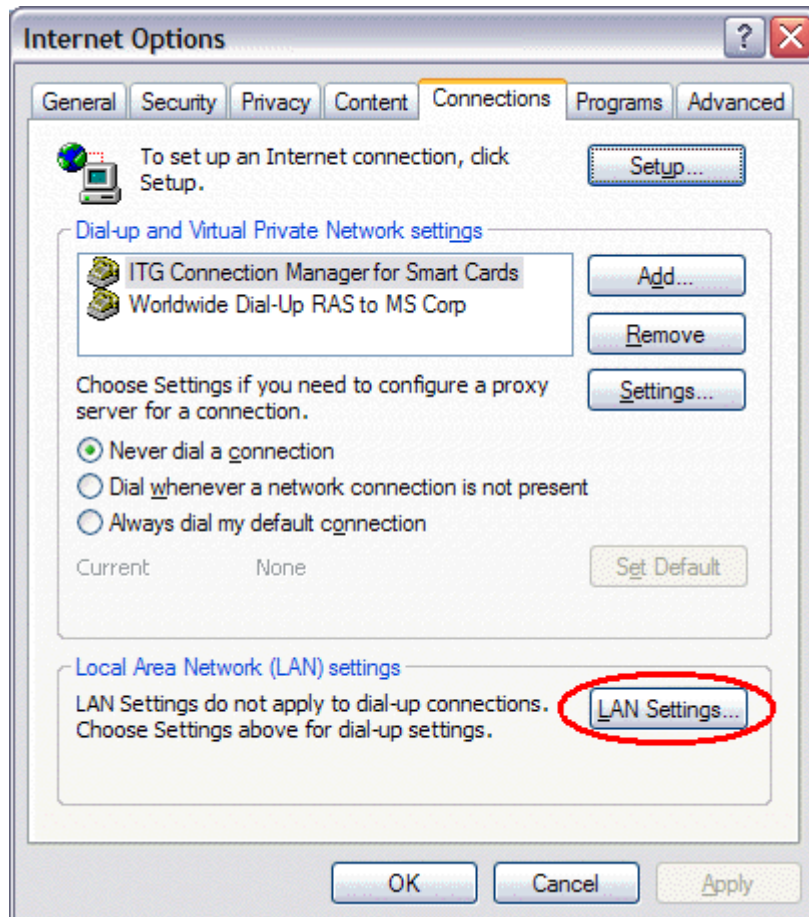 Internet Options
?
General Security Privacy Content Connections Programs Advanced
To set up an Internet connection, click
Setup.
Setup...
Dial-up and Virtual Private Network settings
ITG Connection Manager for Smart Cards
Worldwide Dial-Up RAS to MS Corp
Add...
Remove
Choose Settings if you need to configure a proxy
server for a connection.
Settings...
Never dial a connection
Dial whenever a network connection is not present
Always dial my default connection
Current None
Set Default
Local Area Network (LAN) settings
LAN Settings do not apply to dial-up connections.
Choose Settings above for dial-up settings.
LAN Settings...
OK Cancel Apply